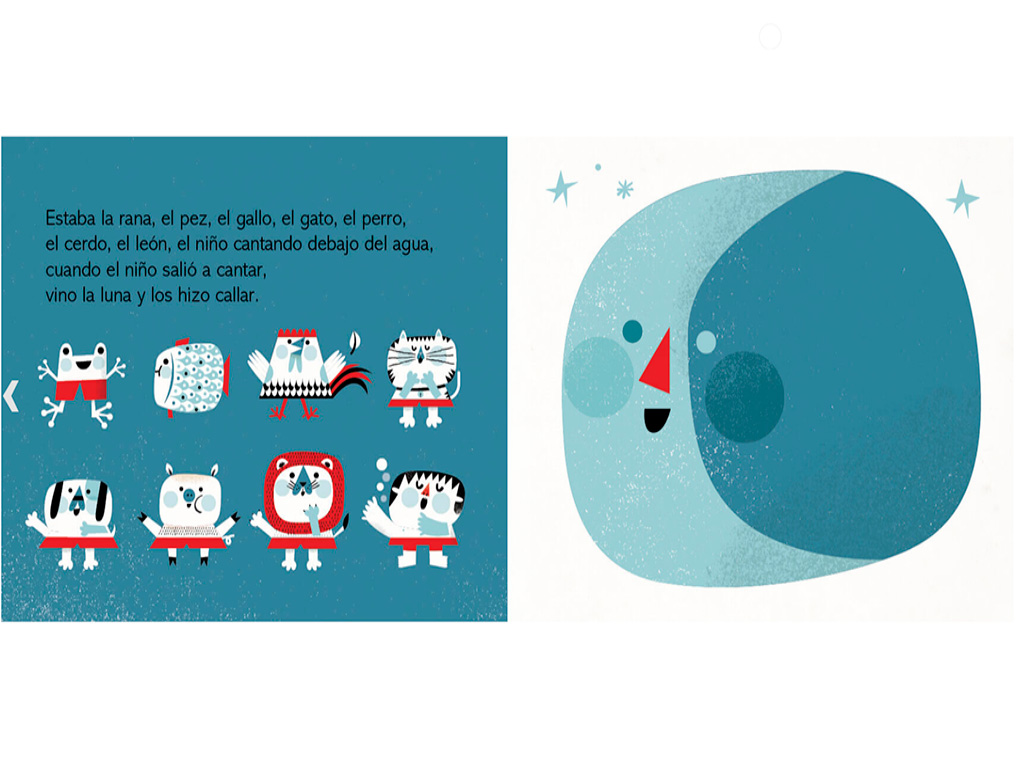 Estaba la rana, el pez, el gallo, el gato, el perro,
el cerdo, el león, el niño cantando debajo del agua,
cuando el niño salió a cantar,
vino la luna y los hizo callar.